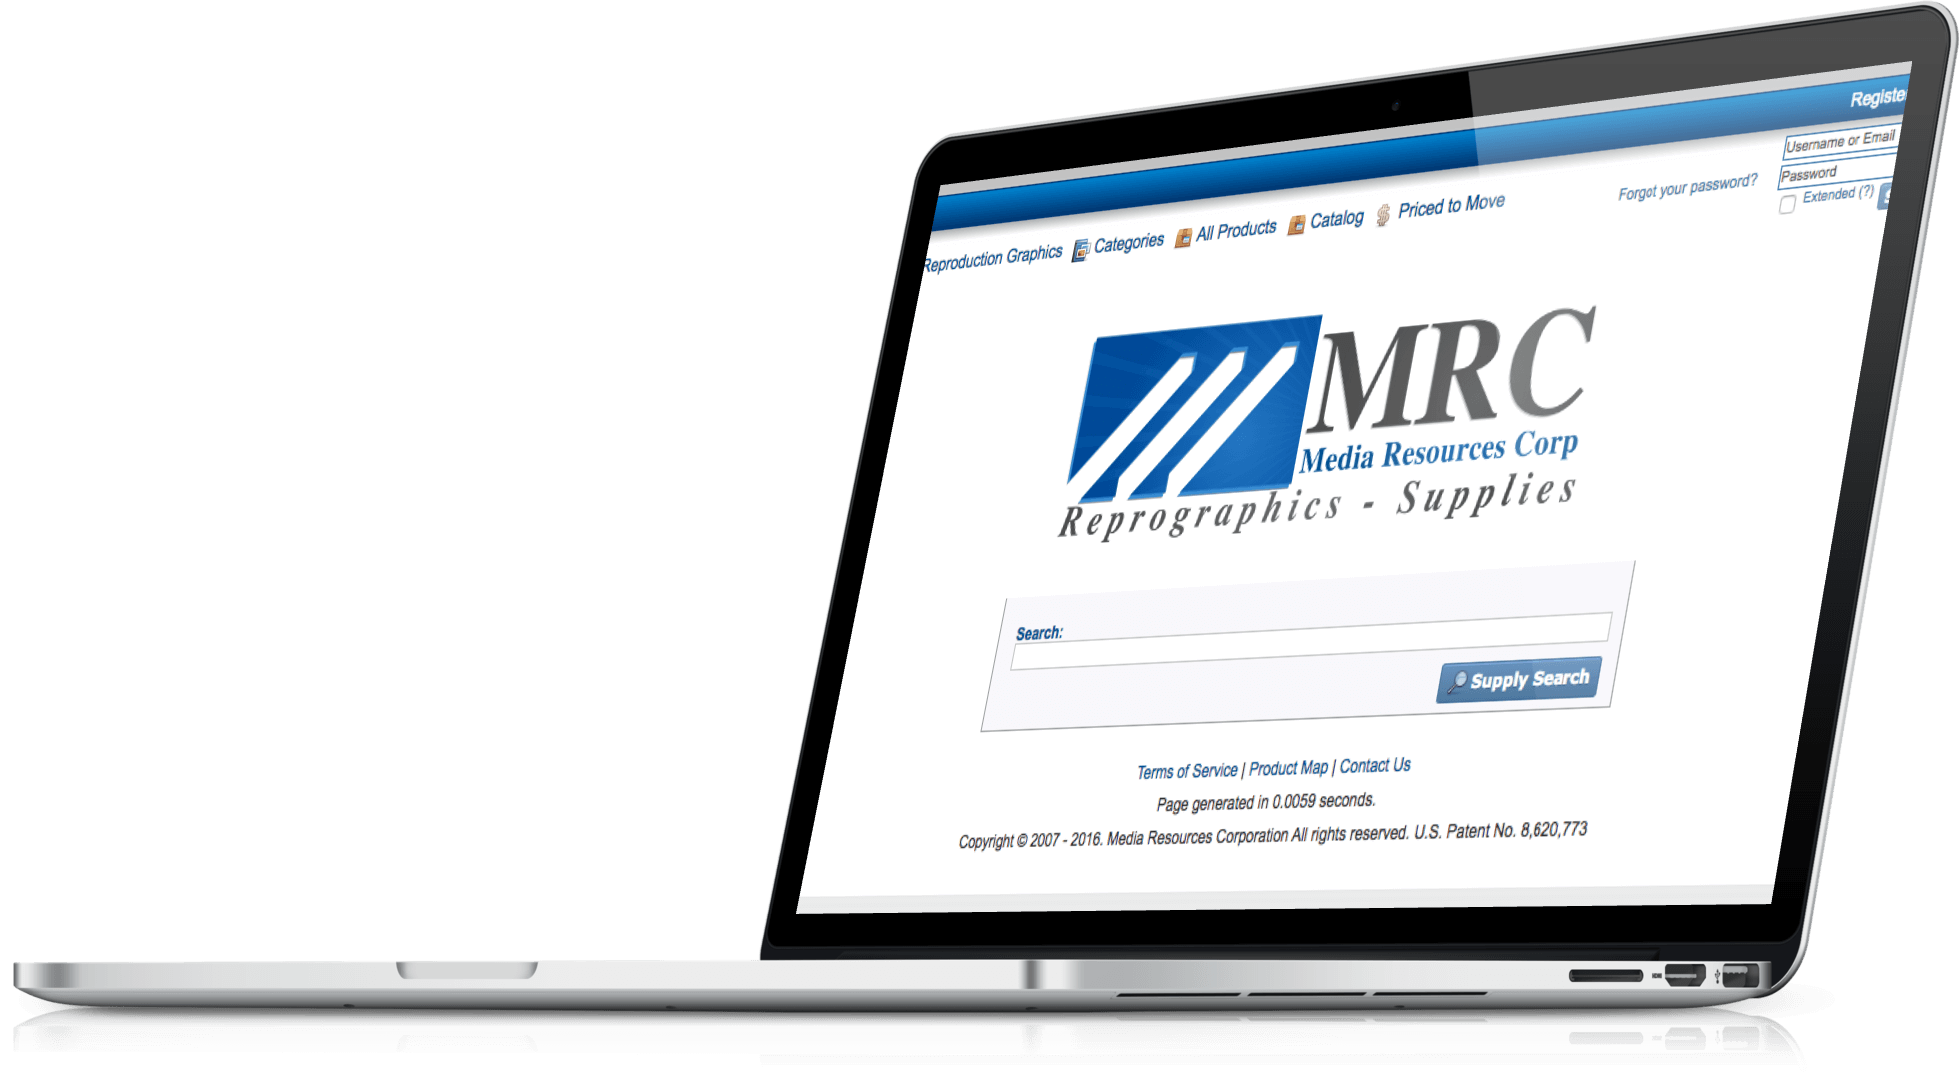 Register
Username or Email
Password
Forgot your password?
Extended (?)
Reproduction Graphics Categories All Products Catalog Priced to Move
MRC
Media Resources Corp
Reprographics - Supplies
Search:
Supply Search
Terms of Service | Product Map | Contact Us
Page generated in 0.0059 seconds.
Copyright © 2007 - 2016. Media Resources Corporation All rights reserved. U.S. Patent No. 8,620,773
HDMI